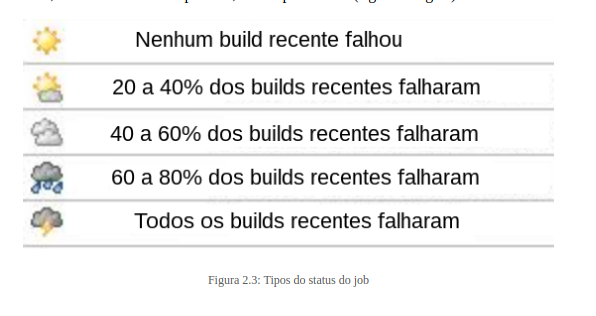 Nenhum build recente falhou
20 a 40% dos builds recentes falharam
40 a 60% dos builds recentes falharam
60 a 80% dos builds recentes falharam
Todos os builds recentes falharam
Figura 2.3: Tipos do status do job